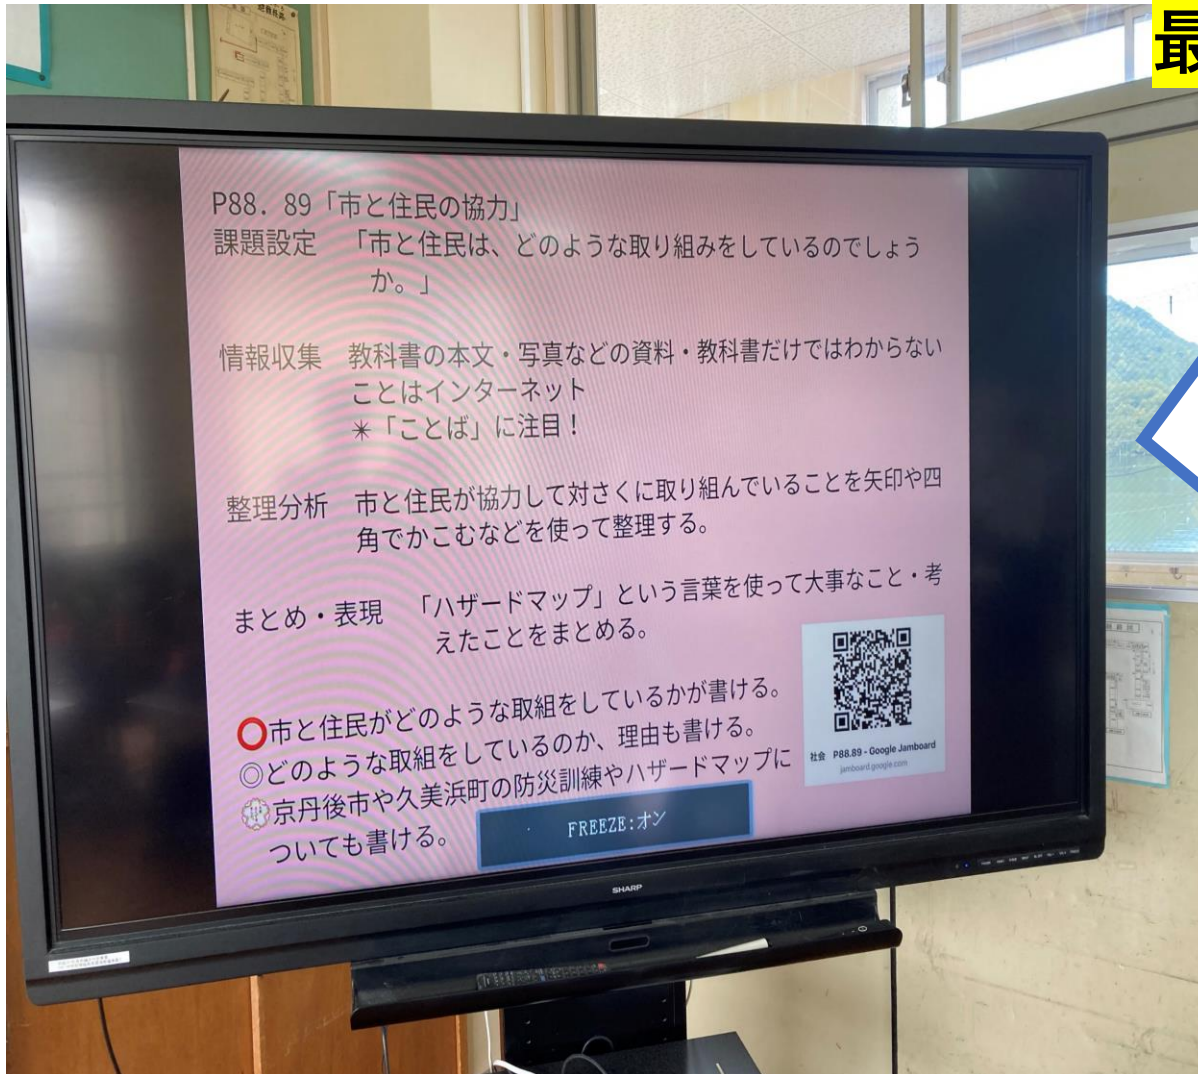 最
P88. 89「市と住民の協力」
課題設定 「市と住民は、どのような取り組みをしているのでしょう
か。」
情報収集 教科書の本文・写真などの資料・教科書だけではわからない
ことはインターネット
＊「ことば」に注目！
整理分析 市と住民が協力して対さくに取り組んでいることを矢印や四
角でかこむなどを使って整理する。
まとめ・表現 「ハザードマップ」という言葉を使って大事なこと・考
えたことをまとめる。
⭕市と住民がどのような取組をしているかが書ける。
◎どのような取組をしているのか、理由も書ける。
💮京丹後市や久美浜町の防災訓練やハザードマップに
ついても書ける。
社会 P88.89 - Google Jamboard
jamboard.google.com
FREEZE:オン
SHARP